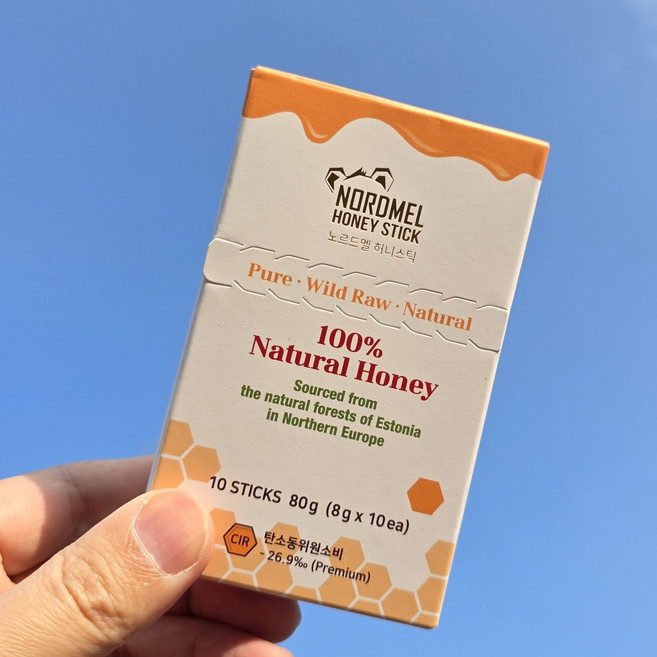 NORDMEL
HONEY STICK
노르드멜 허니스틱
Pure · Wild Raw · Natural
100%
Natural Honey
Sourced from
the natural forests of Estonia
in Northern Europe
10 STICKS 80g (8g x 10ea)
CIR 탄소동위원소비
-26.9‰ (Premium)